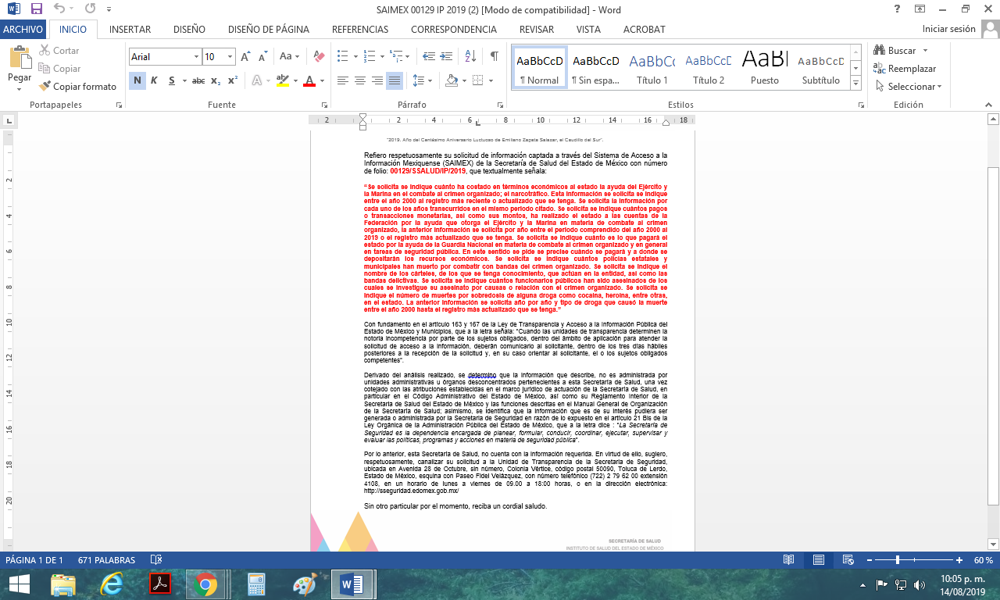 SAIMEX 00129 IP 2019 (2) [Modo de compatibilidad] - Word
ARCHIVO INICIO INSERTAR DISEÑO DISEÑO DE PÁGINA REFERENCIAS CORRESPONDENCIA REVISAR VISTA ACROBAT Iniciar sesión
Pegar
Cortar
Copiar
Copiar formato
Portapapeles
Arial 10
N K S abc x₂ x²
Fuente
Párrafo
AaBbCcD AaBbCcD AaBbCc AaBbCcD AaBl AaBbCcD
¶ Normal ¶ Sin espa... Título 1 Título 2 Puesto Subtítulo
Estilos
Buscar
Reemplazar
Seleccionar
Edición
2 2 4 6 8 10 12 14 16 18
"2019. Año del Centésimo Aniversario Luctuoso de Emiliano Zapata Salazar, el Caudillo del Sur".
Refiero respetuosamente su solicitud de información captada a través del Sistema de Acceso a la
Información Mexiquense (SAIMEX) de la Secretaría de Salud del Estado de México con número
de folio: 00129/SSALUD/IP/2019, que textualmente señala:
“Se solicita se indique cuánto ha costado en términos económicos al estado la ayuda del Ejército y
la Marina en el combate al crimen organizado; el narcotráfico. Esta información se solicita se indique
entre el año 2000 al registro más reciente o actualizado que se tenga. Se solicita la información por
cada uno de los años transcurridos en el mismo periodo citado. Se solicita se indique cuántos pagos
o transacciones monetarias, así como sus montos, ha realizado el estado a las cuentas de la
Federación por la ayuda que otorga el Ejército y la Marina en materia de combate al crimen
organizado, la anterior información se solicita por año entre el periodo comprendido del año 2000 al
2019 o el registro más actualizado que se tenga. Se solicita se indique cuánto es lo que pagará el
estado por la ayuda de la Guardia Nacional en materia de combate al crimen organizado y en general
en tareas de seguridad pública. En este sentido se pide se precise cuándo se pagará y a donde se
depositarán los recursos económicos. Se solicita se indique cuántos policías estatales y
municipales han muerto por combatir con bandas del crimen organizado. Se solicita se indique el
nombre de los cárteles, de los que se tenga conocimiento, que actúan en la entidad, así como las
bandas delictivas. Se solicita se indique cuántos funcionarios públicos han sido asesinados de los
cuales se investigue su asesinato por causas o relación con el crimen organizado. Se solicita se
indique el número de muertes por sobredosis de alguna droga como cocaína, heroína, entre otras,
en el estado. La anterior información se solicita año por año y tipo de droga que causó la muerte
entre el año 2000 hasta el registro más actualizado que se tenga.”
Con fundamento en el artículo 163 y 167 de la Ley de Transparencia y Acceso a la Información Pública del
Estado de México y Municipios, que a la letra señala: “Cuando las unidades de transparencia determinen la
notoria incompetencia por parte de los sujetos obligados, dentro del ámbito de aplicación para atender la
solicitud de acceso a la información, deberán comunicarlo al solicitante, dentro de los tres días hábiles
posteriores a la recepción de la solicitud y, en su caso orientar al solicitante, el o los sujetos obligados
competentes”.
Derivado del análisis realizado, se determino que la información que describe, no es administrada por
unidades administrativas u órganos desconcentrados pertenecientes a esta Secretaría de Salud, una vez
cotejado con las atribuciones establecidas en el marco jurídico de actuación de la Secretaría de Salud, en
particular en el Código Administrativo del Estado de México, así como su Reglamento Interior de la
Secretaría de Salud del Estado de México y las funciones descritas en el Manual General de Organización
de la Secretaría de Salud; asimismo, se identifica que la información que es de su interés pudiera ser
generada o administrada por la Secretaría de Seguridad en razón de lo expuesto en el artículo 21 Bis de la
Ley Orgánica de la Administración Pública del Estado de México, que a la letra dice : “La Secretaría de
Seguridad es la dependencia encargada de planear, formular, conducir, coordinar, ejecutar, supervisar y
evaluar las políticas, programas y acciones en materia de seguridad pública”.
Por lo anterior, esta Secretaría de Salud, no cuenta con la información requerida. En virtud de ello, sugiero,
respetuosamente, canalizar su solicitud a la Unidad de Transparencia de la Secretaría de Seguridad,
ubicada en Avenida 28 de Octubre, sin número, Colonia Vértice, código postal 50090, Toluca de Lerdo,
Estado de México, esquina con Paseo Fidel Velázquez, con número telefónico (722) 2 79 62 00 extensión
4108, en un horario de lunes a viernes de 09.00 a 18:00 horas, o en la dirección electrónica:
http://sseguridad.edomex.gob.mx/
Sin otro particular por el momento, reciba un cordial saludo.
SECRETARÍA DE SALUD
INSTITUTO DE SALUD DEL ESTADO DE MÉXICO
PÁGINA 1 DE 1 671 PALABRAS 60 %
10:05 p. m.
14/08/2019